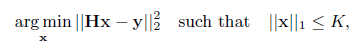 arg min ||Hx − y||₂² such that ||x||₁ ≤ K,
x